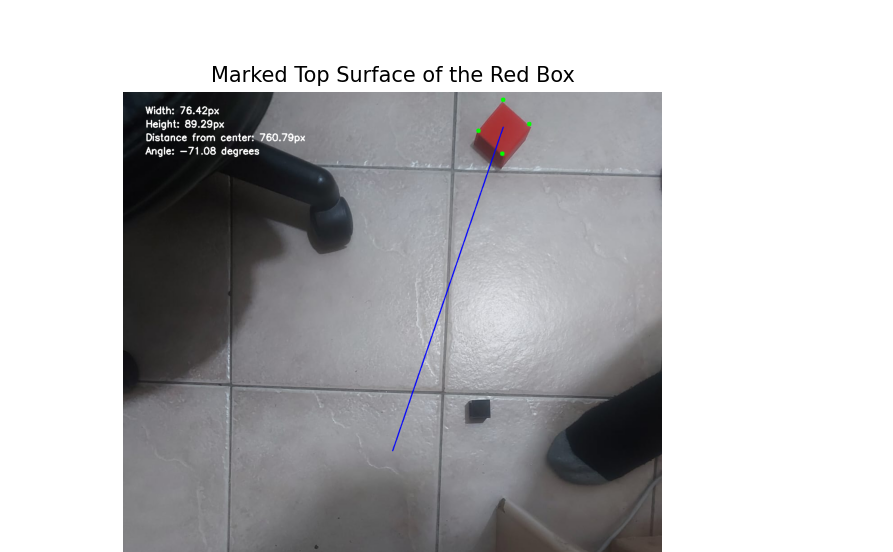 Marked Top Surface of the Red Box
Width: 76.42px
Height: 89.29px
Distance from center: 760.79px
Angle: −71.08 degrees